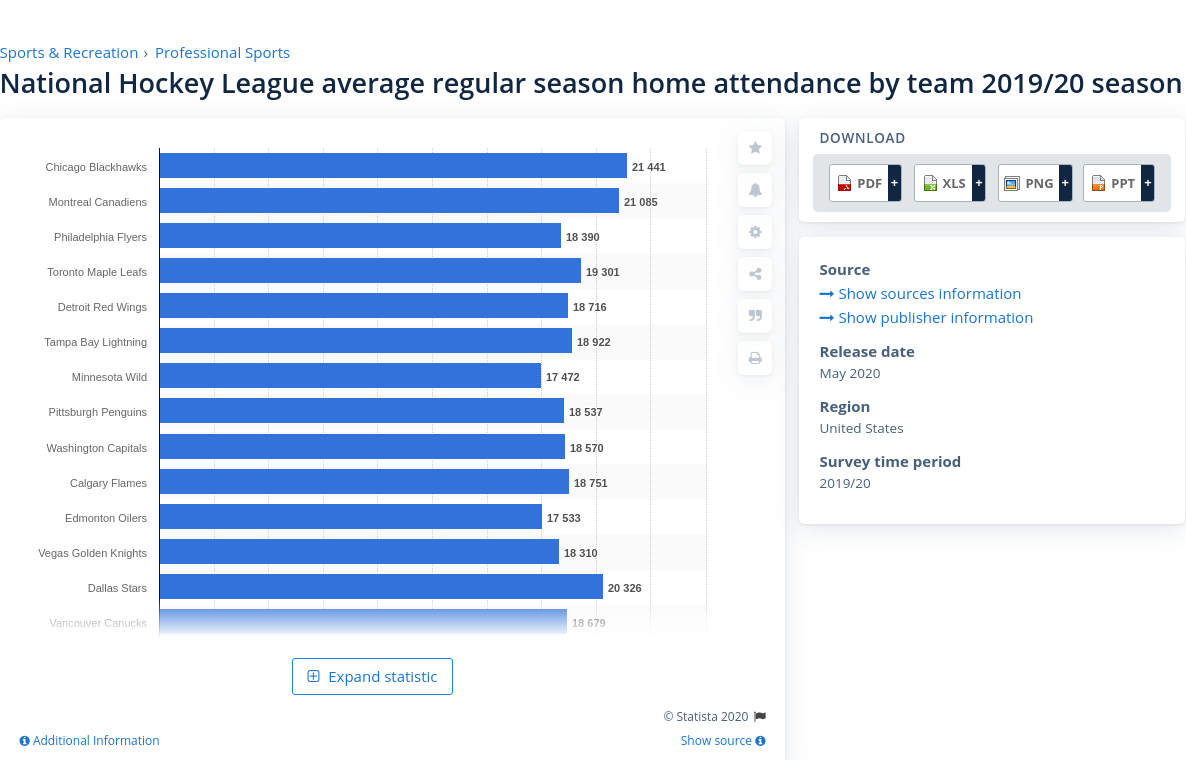 Sports & Recreation › Professional Sports
National Hockey League average regular season home attendance by team 2019/20 season
Chicago Blackhawks 21 441
Montreal Canadiens 21 085
Philadelphia Flyers 18 390
Toronto Maple Leafs 19 301
Detroit Red Wings 18 716
Tampa Bay Lightning 18 922
Minnesota Wild 17 472
Pittsburgh Penguins 18 537
Washington Capitals 18 570
Calgary Flames 18 751
Edmonton Oilers 17 533
Vegas Golden Knights 18 310
Dallas Stars 20 326
Vancouver Canucks 18 679
Expand statistic
© Statista 2020
Additional Information Show source
DOWNLOAD
PDF + XLS + PNG + PPT +
Source
Show sources information
Show publisher information
Release date
May 2020
Region
United States
Survey time period
2019/20